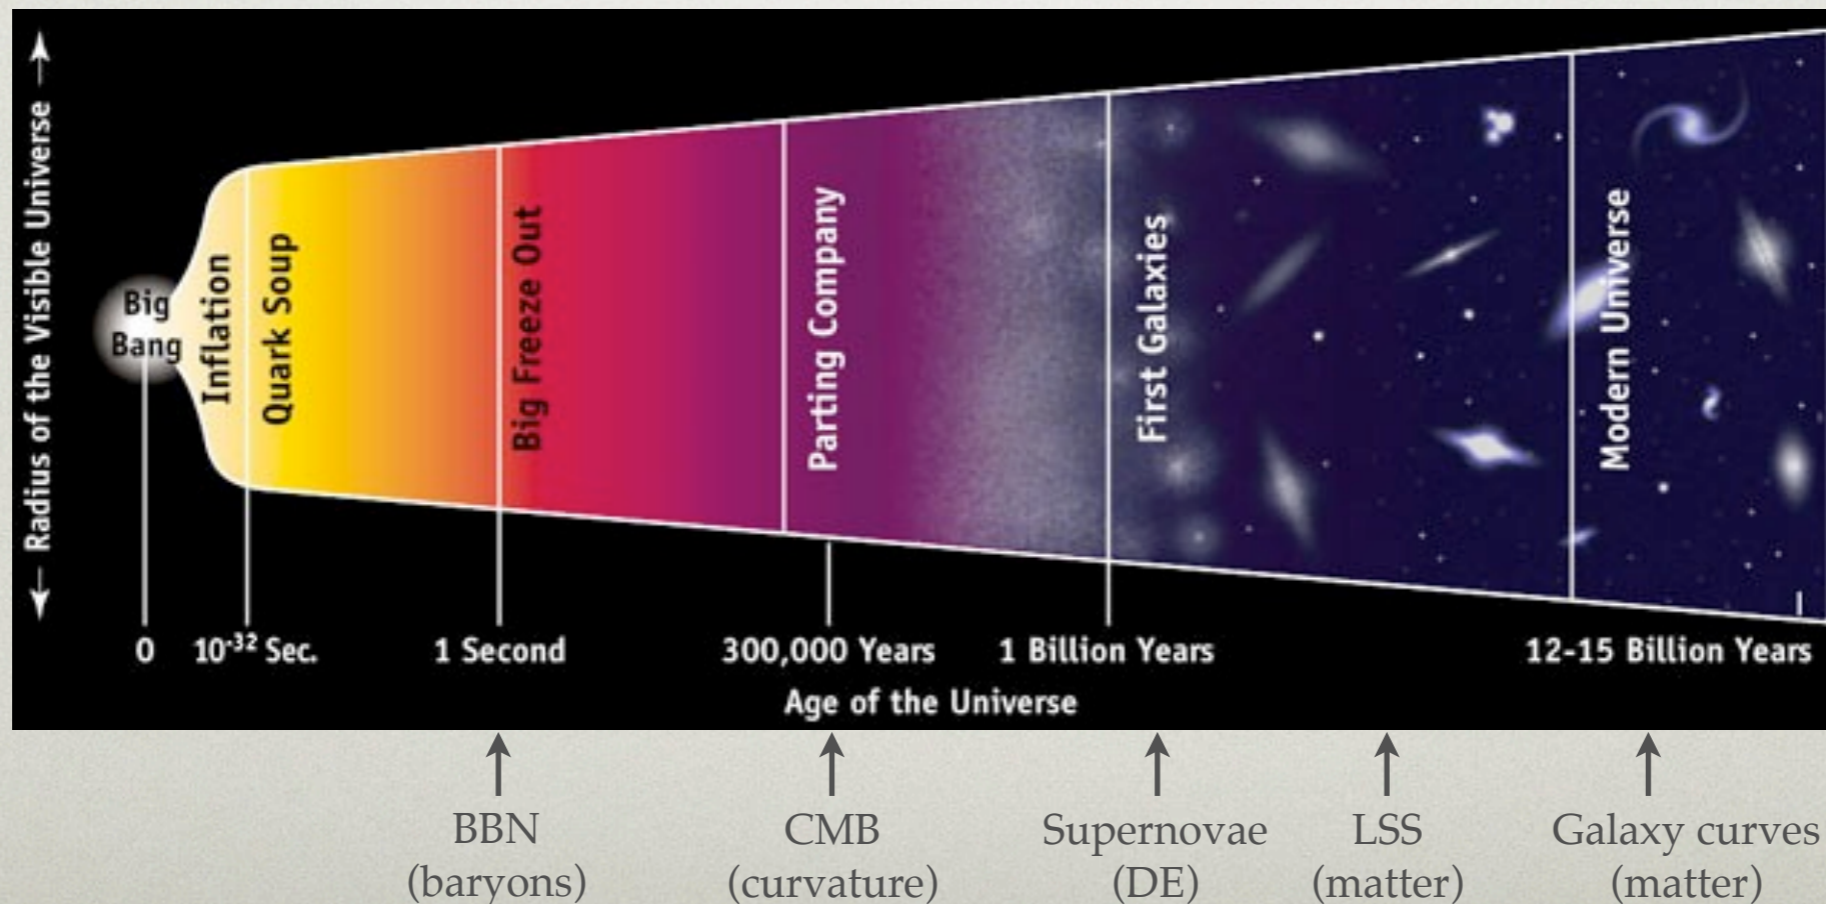 ← Radius of the Visible Universe →
Big
Bang
Inflation
Quark Soup
Big Freeze Out
Parting Company
First Galaxies
Modern Universe
0
10⁻³² Sec.
1 Second
300,000 Years
1 Billion Years
12-15 Billion Years
Age of the Universe
BBN
(baryons)
CMB
(curvature)
Supernovae
(DE)
LSS
(matter)
Galaxy curves
(matter)